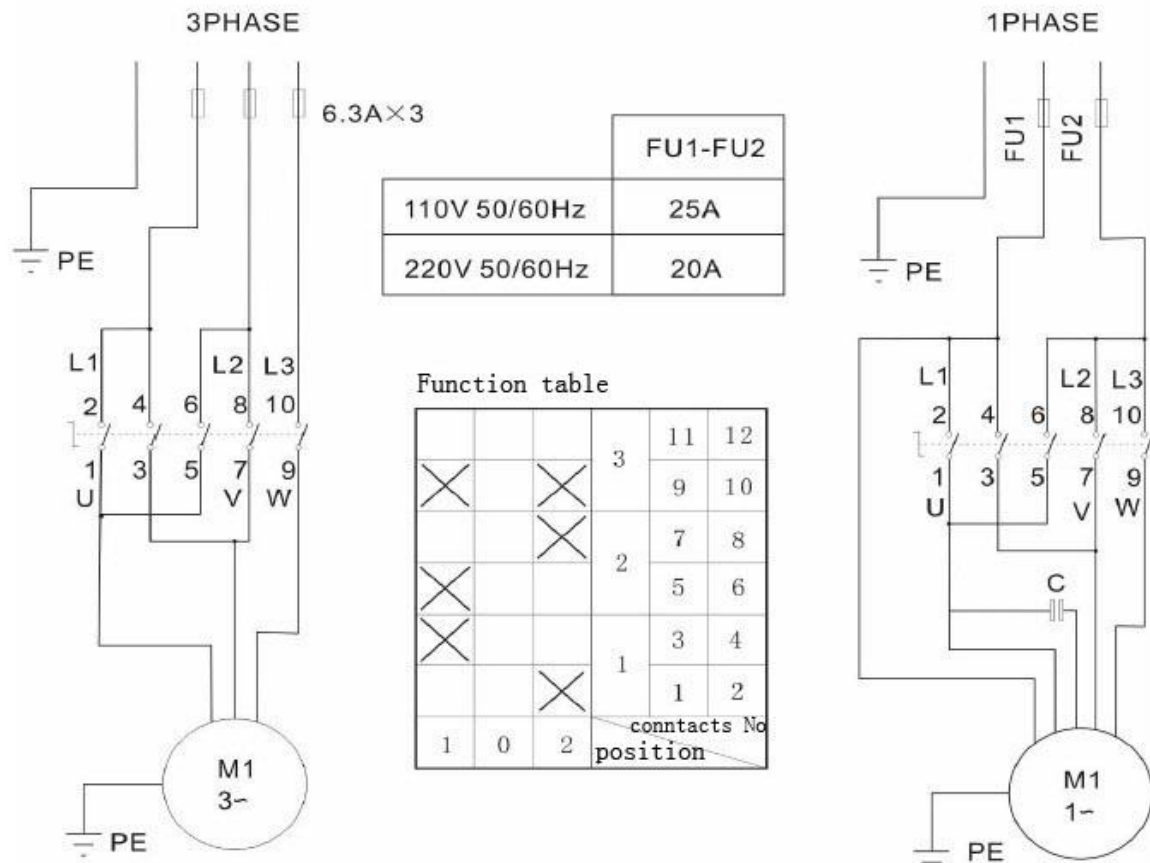 3PHASE
6.3A×3
PE
L1 L2 L3
2 4 6 8 10
1 3 5 7 9
U V W
M1
3~
PE
FU1-FU2
110V 50/60Hz 25A
220V 50/60Hz 20A
Function table
3 11 12
9 10
2 7 8
5 6
1 3 4
1 2
conntacts No
1 0 2 position
1PHASE
FU1 FU2
PE
L1 L2 L3
2 4 6 8 10
1 3 5 7 9
U V W
C
M1
1~
PE